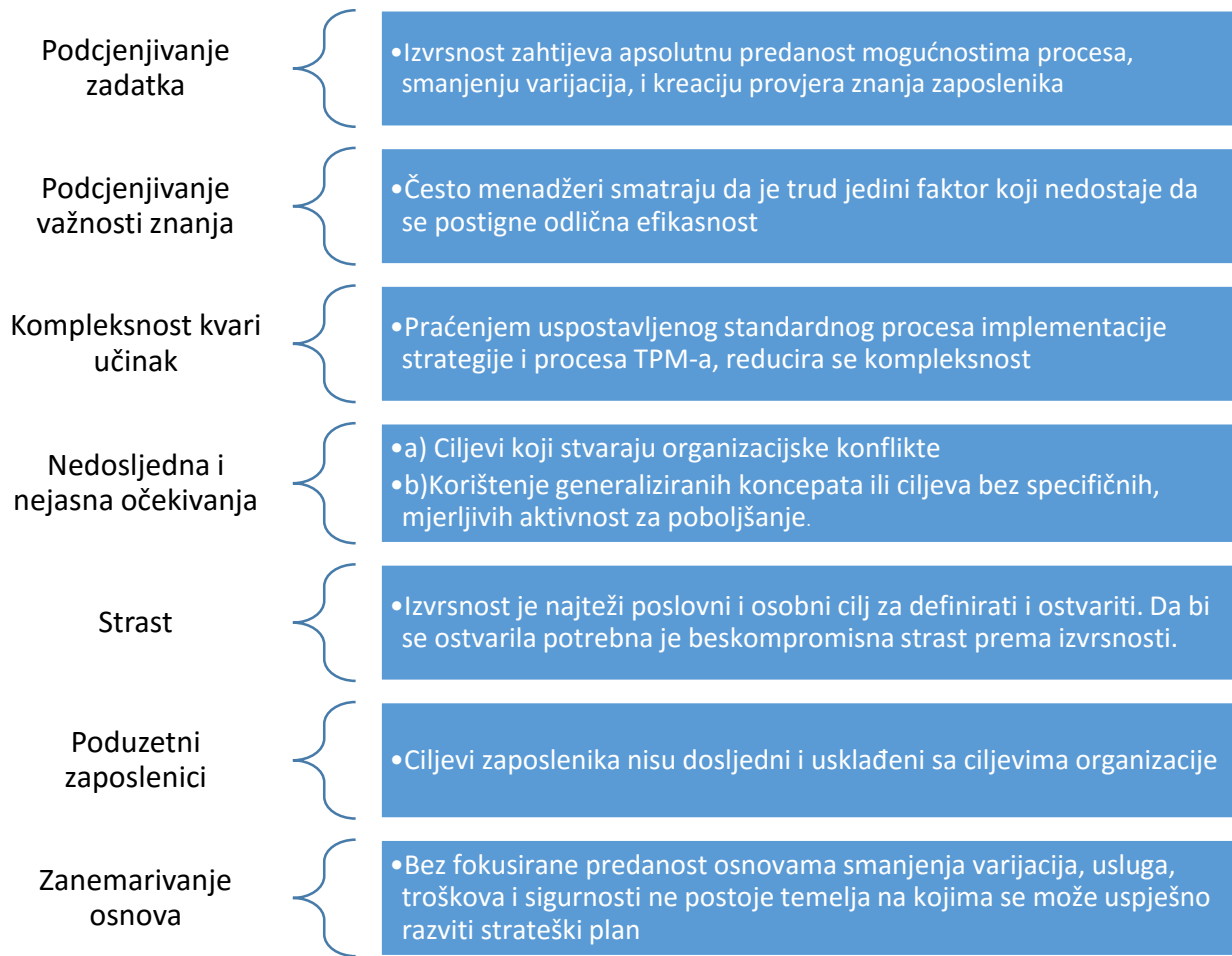 Podcjenjivanje
zadatka
•Izvrsnost zahtijeva apsolutnu predanost mogućnostima procesa,
smanjenju varijacija, i kreaciju provjera znanja zaposlenika
Podcjenjivanje
važnosti znanja
•Često menadžeri smatraju da je trud jedini faktor koji nedostaje da
se postigne odlična efikasnost
Kompleksnost kvari
učinak
•Praćenjem uspostavljenog standardnog procesa implementacije
strategije i procesa TPM-a, reducira se kompleksnost
Nedosljedna i
nejasna očekivanja
•a) Ciljevi koji stvaraju organizacijske konflikte
•b)Korištenje generaliziranih koncepata ili ciljeva bez specifičnih,
mjerljivih aktivnost za poboljšanje.
Strast
•Izvrsnost je najteži poslovni i osobni cilj za definirati i ostvariti. Da bi
se ostvarila potrebna je beskompromisna strast prema izvrsnosti.
Poduzetni
zaposlenici
•Ciljevi zaposlenika nisu dosljedni i usklađeni sa ciljevima organizacije
Zanemarivanje
osnova
•Bez fokusirane predanost osnovama smanjenja varijacija, usluga,
troškova i sigurnosti ne postoje temelja na kojima se može uspješno
razviti strateški plan